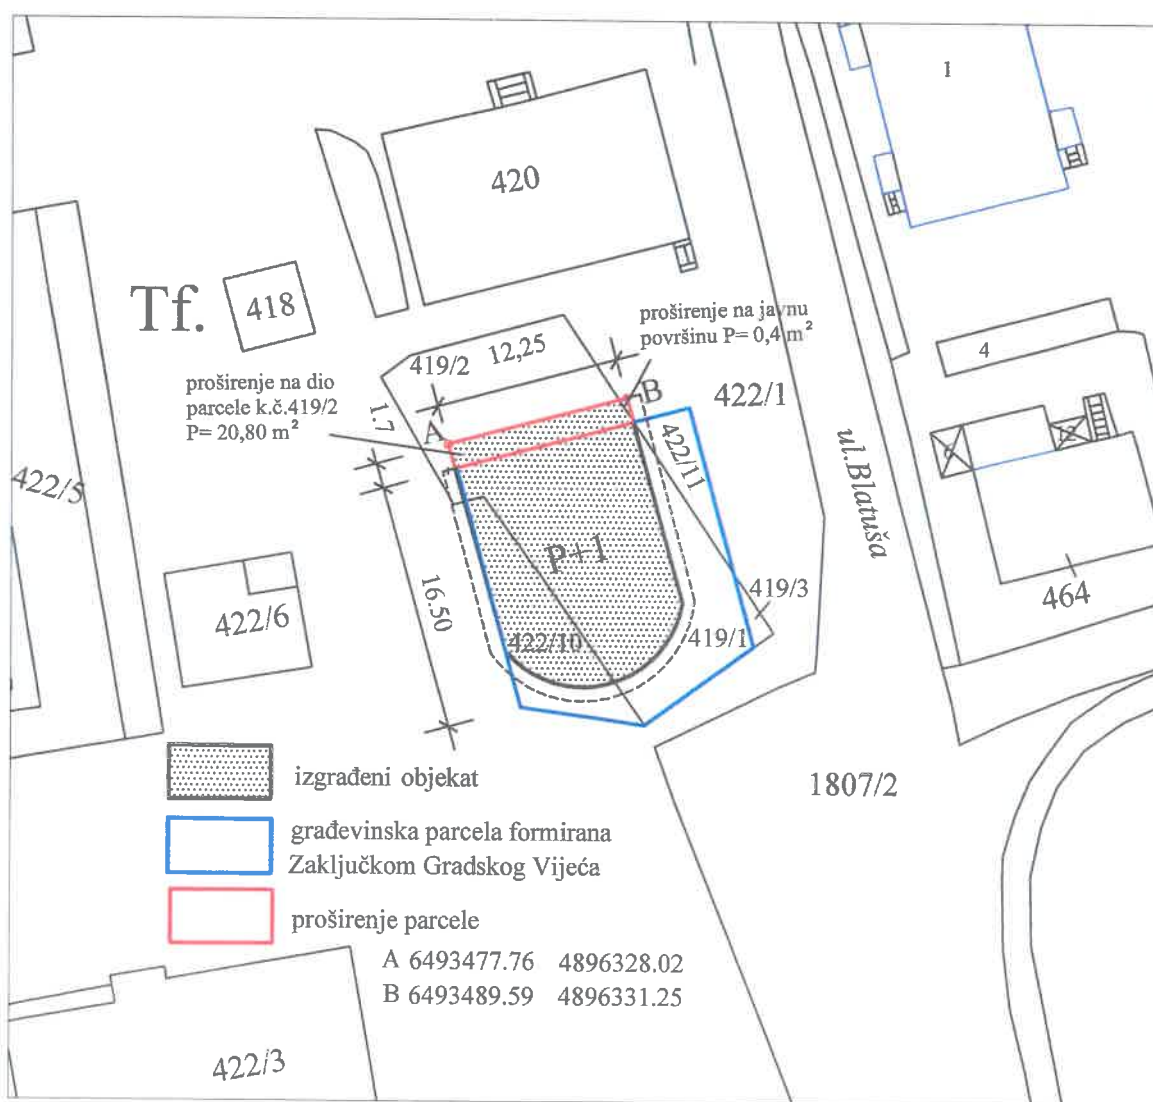 1
420
Tf.
418
proširenje na javnu
površinu P= 0,4 m²
419/2
12,25
4
proširenje na dio
parcele k.č.419/2
P= 20,80 m²
1.7
A
B
422/1
422/11
ul.Blatuša
422/5
P+1
16.50
422/6
422/10
419/3
419/1
464
izgrađeni objekat
1807/2
građevinska parcela formirana
Zaključkom Gradskog Vijeća
proširenje parcele
A 6493477.76 4896328.02
B 6493489.59 4896331.25
422/3